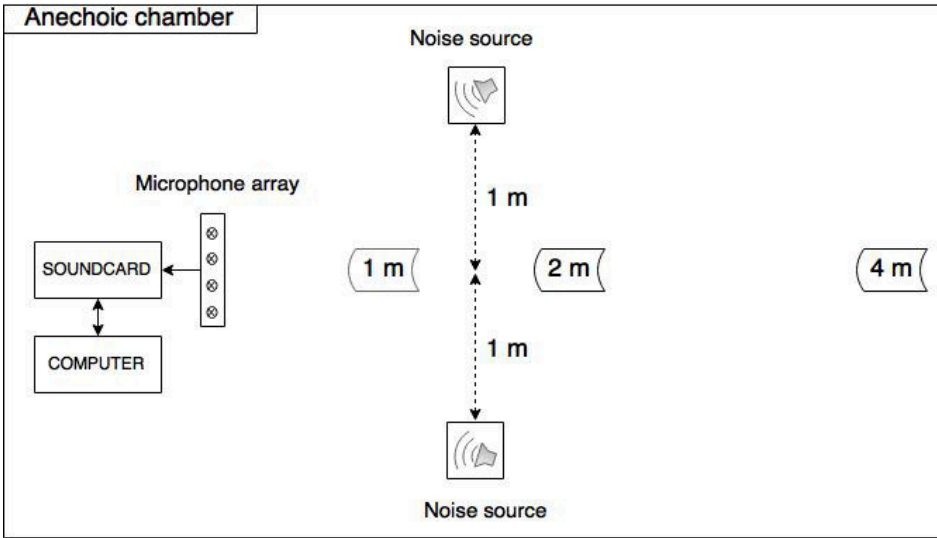 Anechoic chamber
Noise source
Microphone array
1 m
SOUNDCARD
1 m
2 m
4 m
1 m
COMPUTER
Noise source